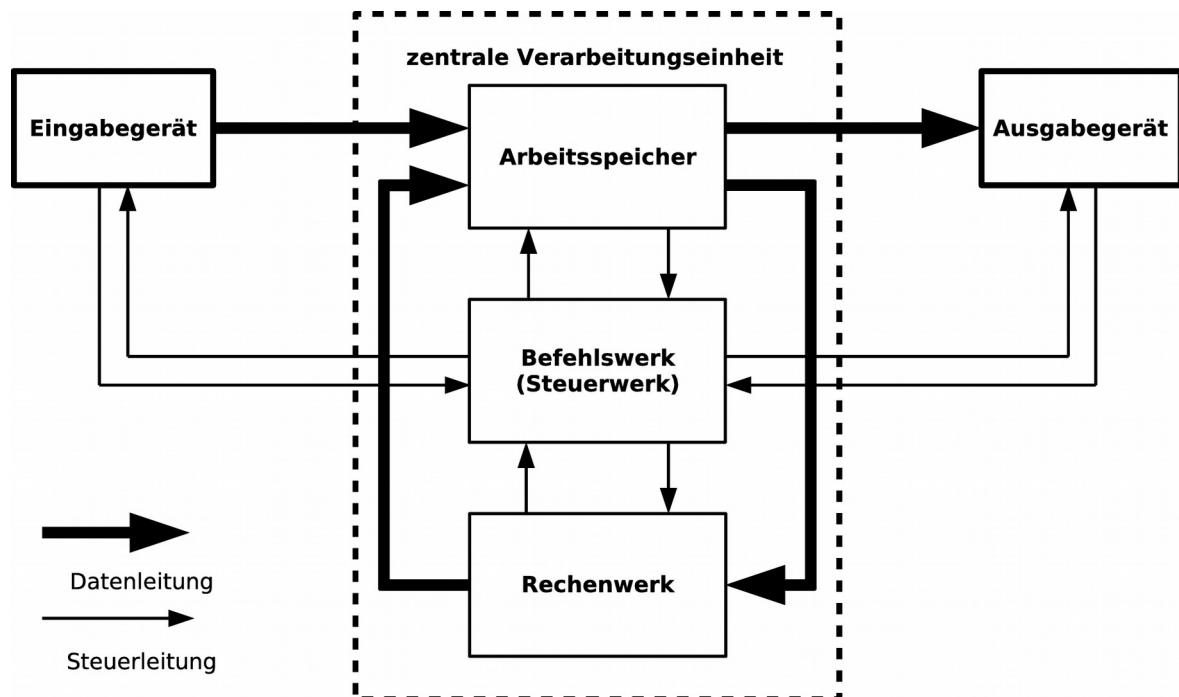 zentrale Verarbeitungseinheit
Eingabegerät
Arbeitsspeicher
Ausgabegerät
Befehlswerk
(Steuerwerk)
Rechenwerk
Datenleitung
Steuerleitung